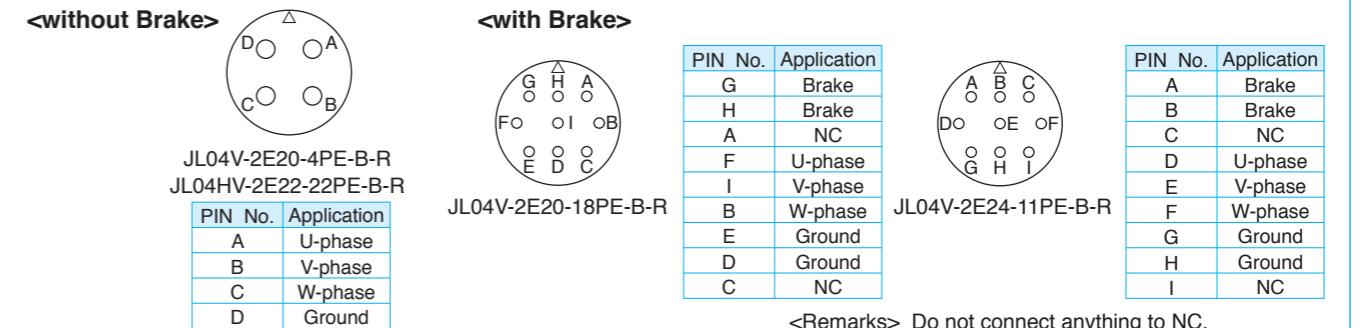 <without Brake>
D A
C B
JL04V-2E20-4PE-B-R
JL04HV-2E22-22PE-B-R
PIN No. Application
A U-phase
B V-phase
C W-phase
D Ground
<with Brake>
G H A
F I B
E D C
JL04V-2E20-18PE-B-R
PIN No. Application
G Brake
H Brake
A NC
F U-phase
I V-phase
B W-phase
E Ground
D Ground
C NC
A B C
D E F
G H I
JL04V-2E24-11PE-B-R
PIN No. Application
A Brake
B Brake
C NC
D U-phase
E V-phase
F W-phase
G Ground
H Ground
I NC
<Remarks> Do not connect anything to NC.